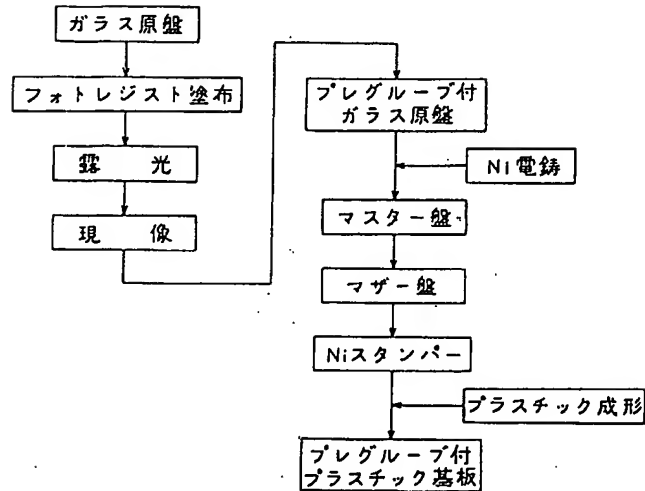 ガラス原盤
フォトレジスト塗布
露 光
現 像
プレグルーブ付
ガラス原盤
Ni電鋳
マスター盤
マザー盤
Niスタンパー
プラスチック成形
プレグルーブ付
プラスチック基板